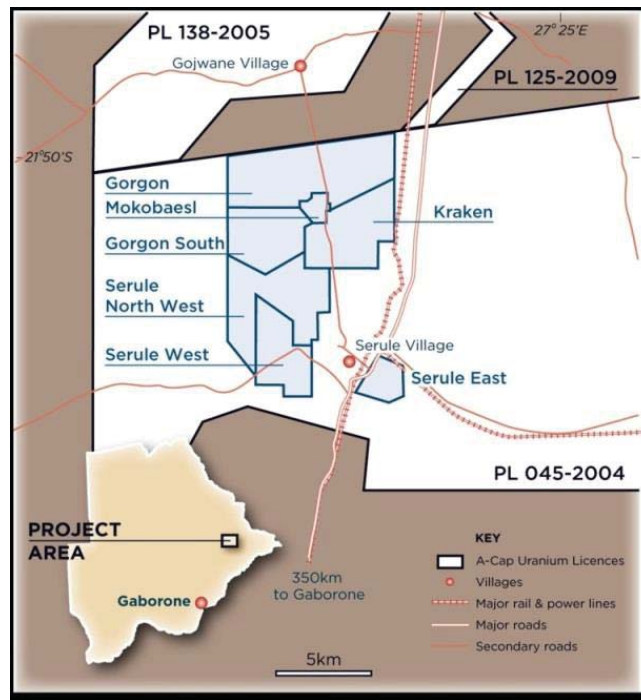 27°25'E
PL 138-2005
Gojwane Village
PL 125-2009
21°50'S
Gorgon
Mokobaesl
Kraken
Gorgon South
Serule
North West
Serule Village
Serule West
Serule East
PL 045-2004
PROJECT
AREA
Gaborone
350km
to Gaborone
5km
KEY
A-Cap Uranium Licences
Villages
Major rail & power lines
Major roads
Secondary roads